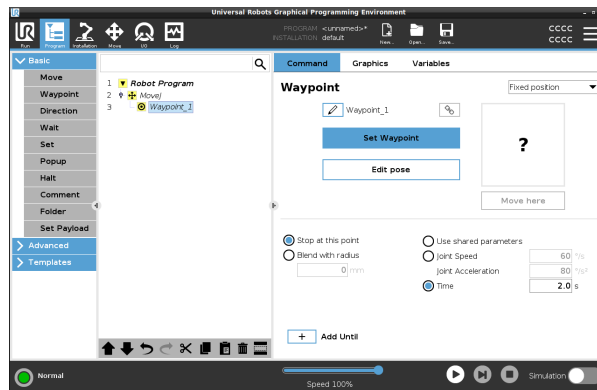 Universal Robots Graphical Programming Environment
UR
Run
Program
Installation
Move
I/O
Log
PROGRAM <unnamed>*
INSTALLATION default
New...
Open...
Save...
CCCC
CCCC
Basic
Move
Waypoint
Direction
Wait
Set
Popup
Halt
Comment
Folder
Set Payload
Advanced
Templates
1 Robot Program
2 MoveJ
3 Waypoint_1
Command Graphics Variables
Waypoint
Fixed position
Waypoint_1
Set Waypoint
Edit pose
?
Move here
Stop at this point
Blend with radius
0 mm
Use shared parameters
Joint Speed 60 °/s
Joint Acceleration 80 °/s²
Time 2.0 s
+ Add Until
Normal
Speed 100%
Simulation